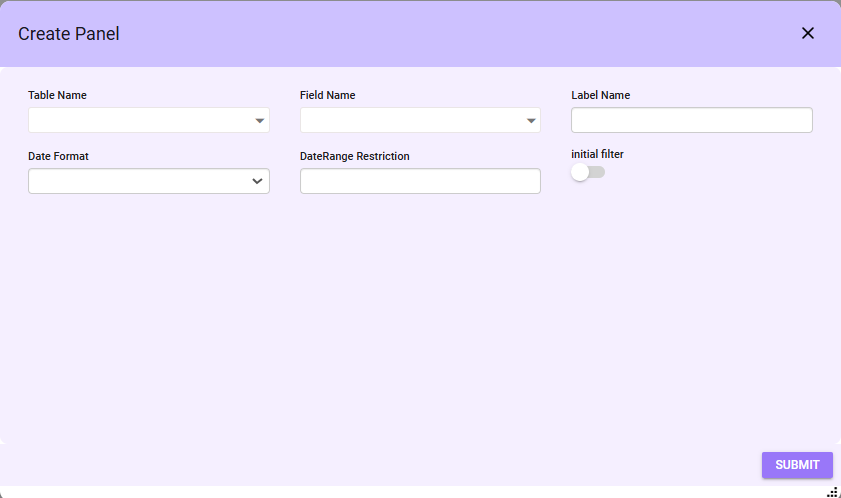 Create Panel
Table Name
Field Name
Label Name
Date Format
DateRange Restriction
initial filter
SUBMIT